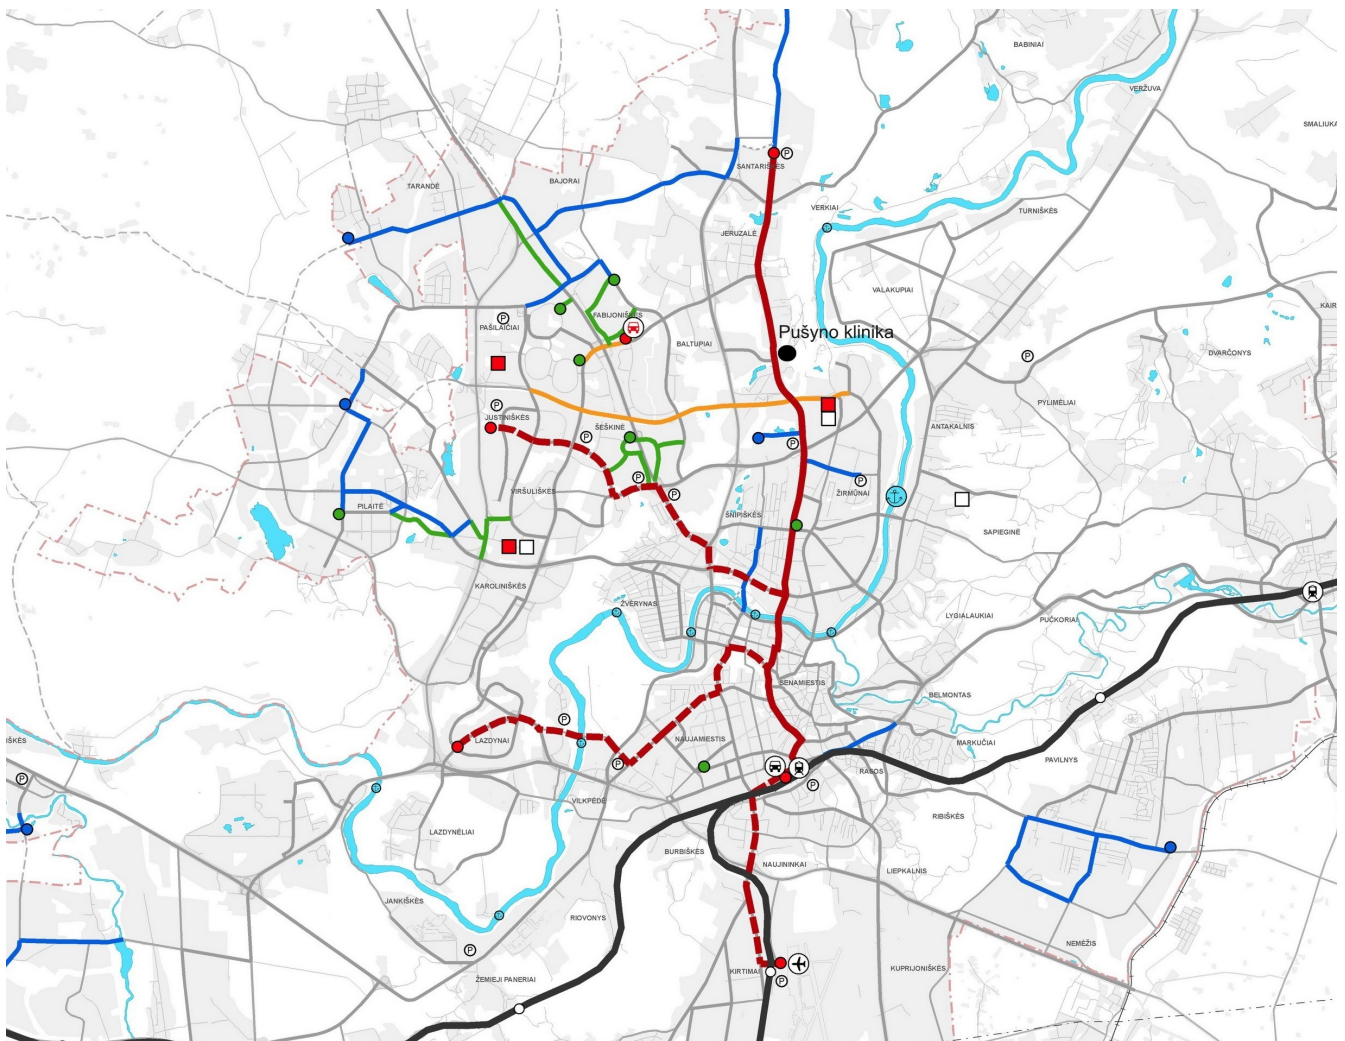 BABINIAI
VERŽUVA
SMALIUKA
SANTARIŠKĖS
P
BAJORAI
TARANDĖ
VERKIAI
TURNIŠKĖS
JERUZALĖ
VALAKUPIAI
KAIR
FABIJONIŠKĖS
P
PAŠILAIČIAI
Pušyno klinika
BALTUPIAI
P
DVARČIONYS
PYLIMĖLIAI
P
JUSTINIŠKĖS
ŠEŠKINĖ
P
P
ANTAKALNIS
P
P
P
VIRŠULIŠKĖS
ŽIRMŪNAI
PILAITĖ
ŠNIPIŠKĖS
SAPIEGINĖ
KAROLINIŠKĖS
ŽVĖRYNAS
LYGIALAUKIAI
PUČKORIAI
SENAMIESTIS
BELMONTAS
P
IŠKĖS
LAZDYNAI
NAUJAMIESTIS
MARKUČIAI
PAVILNYS
P
P
RASOS
P
VILKPĖDĖ
RIBIŠKĖS
LAZDYNĖLIAI
BURBIŠKĖS
NAUJININKAI
LIEPKALNIS
JANKIŠKĖS
RIOVONYS
P
NEMĖŽIS
ŽEMIEJI PANERIAI
KIRTIMAI
P
KUPRIJONIŠKĖS